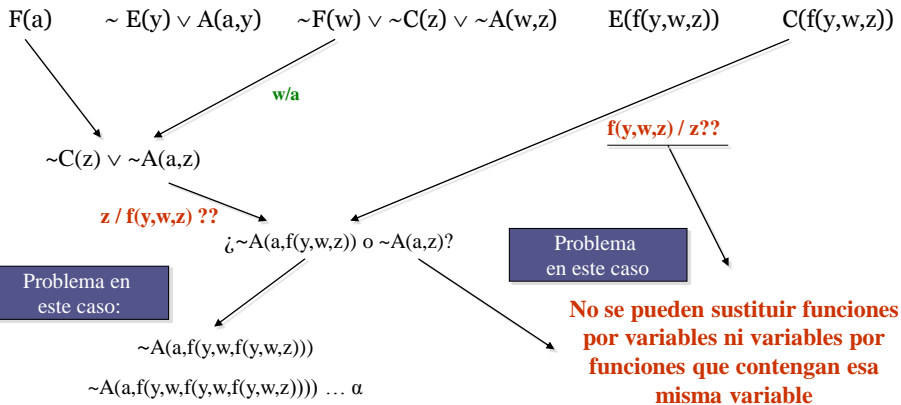 F(a) ~ E(y) ∨ A(a,y) ~F(w) ∨ ~C(z) ∨ ~A(w,z) E(f(y,w,z)) C(f(y,w,z))
w/a
f(y,w,z) / z??
~C(z) ∨ ~A(a,z)
z / f(y,w,z) ??
¿~A(a,f(y,w,z)) o ~A(a,z)?
Problema
en este caso
Problema en
este caso:
No se pueden sustituir funciones
por variables ni variables por
funciones que contengan esa
misma variable
~A(a,f(y,w,f(y,w,z)))
~A(a,f(y,w,f(y,w,f(y,w,z)))) … α